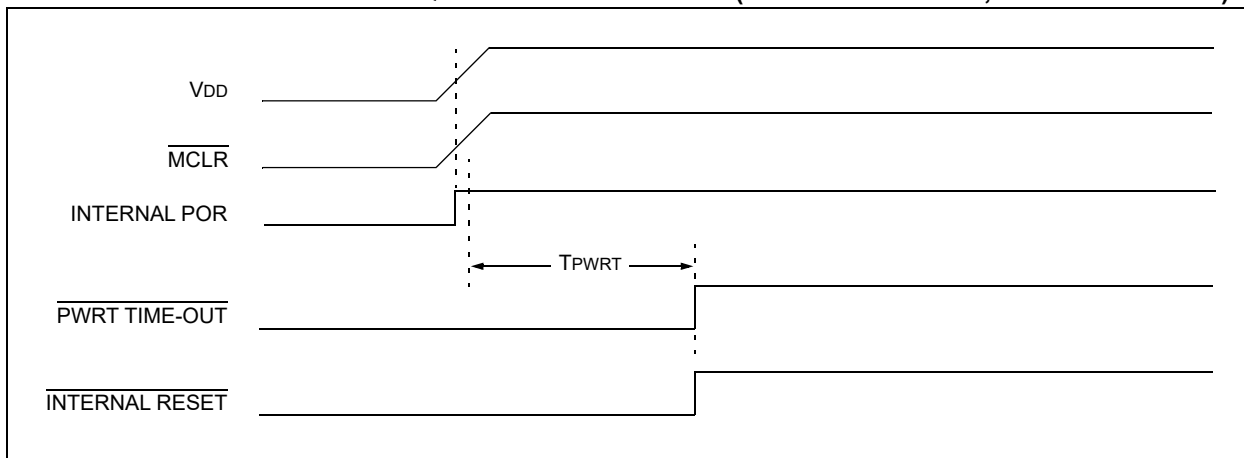 VDD
MCLR
INTERNAL POR
TPWRT
PWRT TIME-OUT
INTERNAL RESET